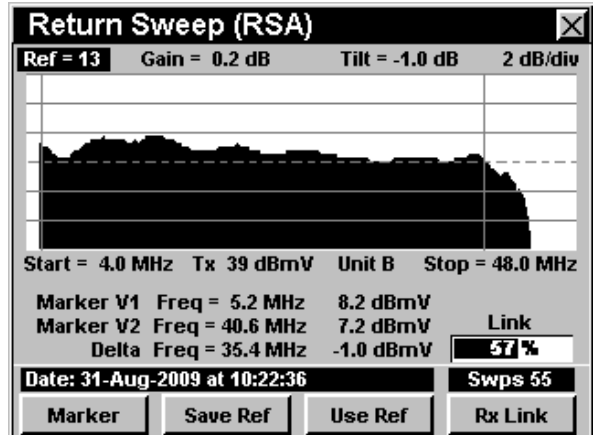 Return Sweep (RSA)
Ref = 13 Gain = 0.2 dB Tilt = -1.0 dB 2 dB/div
Start = 4.0 MHz Tx 39 dBmV Unit B Stop = 48.0 MHz
Marker V1 Freq = 5.2 MHz 8.2 dBmV
Marker V2 Freq = 40.6 MHz 7.2 dBmV Link
Delta Freq = 35.4 MHz -1.0 dBmV 57 %
Date: 31-Aug-2009 at 10:22:36 Swps 55
Marker Save Ref Use Ref Rx Link